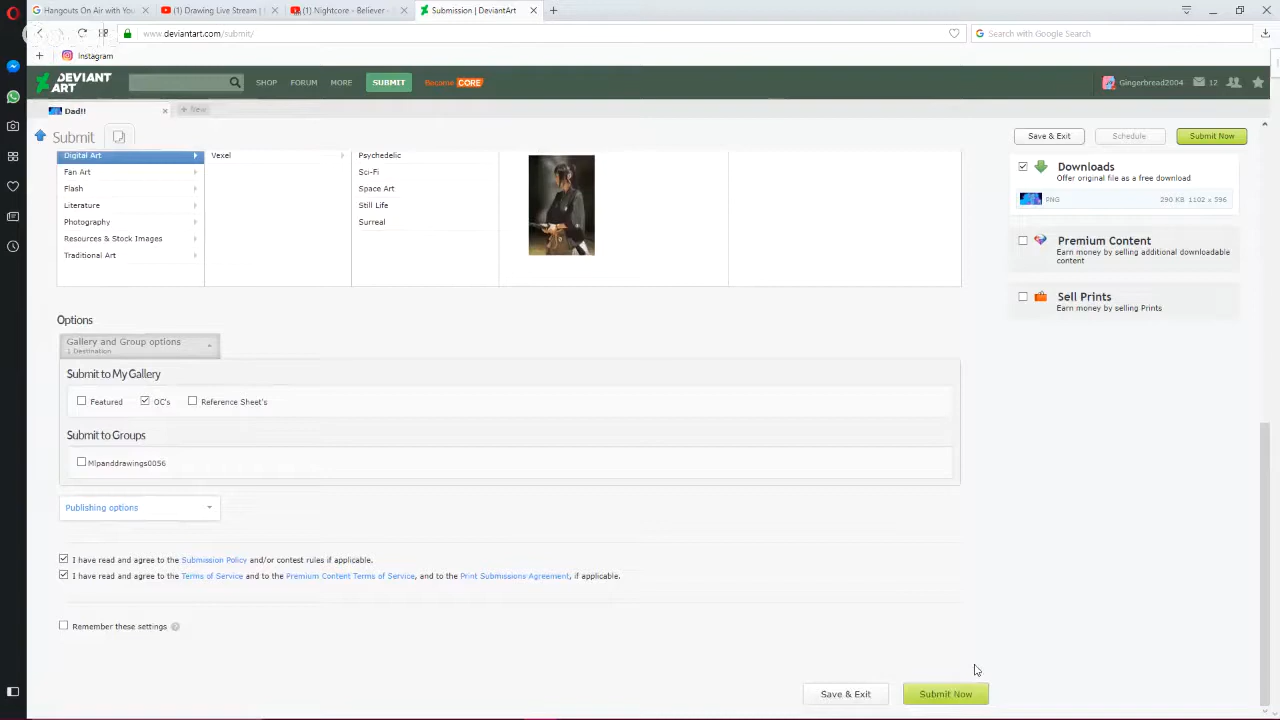 Hangouts On Air with You
(1) Drawing Live Stream |
(1) Nightcore - Believer -
Submission | DeviantArt
www.deviantart.com/submit/
Search with Google Search
Instagram
DEVIANT ART
SHOP
FORUM
MORE
SUBMIT
Become CORE
Gingerbread2004
12
Dad!!
New
Submit
Save & Exit
Schedule
Submit Now
Digital Art
Fan Art
Flash
Literature
Photography
Resources & Stock Images
Traditional Art
Vexel
Psychedelic
Sci-Fi
Space Art
Still Life
Surreal
Downloads
Offer original file as a free download
PNG 290 KB 1102 x 596
Premium Content
Earn money by selling additional downloadable
content
Sell Prints
Earn money by selling Prints
Options
Gallery and Group options
1 Destination
Submit to My Gallery
Featured OC's Reference Sheet's
Submit to Groups
Mlpanddrawings0056
Publishing options
I have read and agree to the Submission Policy and/or contest rules if applicable.
I have read and agree to the Terms of Service and to the Premium Content Terms of Service, and to the Print Submissions Agreement, if applicable.
Remember these settings ?
Save & Exit
Submit Now